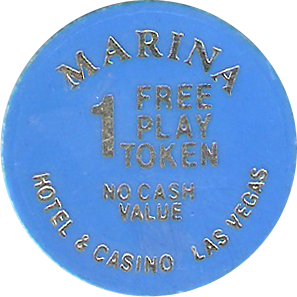 MARINA
1 FREE
PLAY
TOKEN
NO CASH
VALUE
HOTEL & CASINO LAS VEGAS